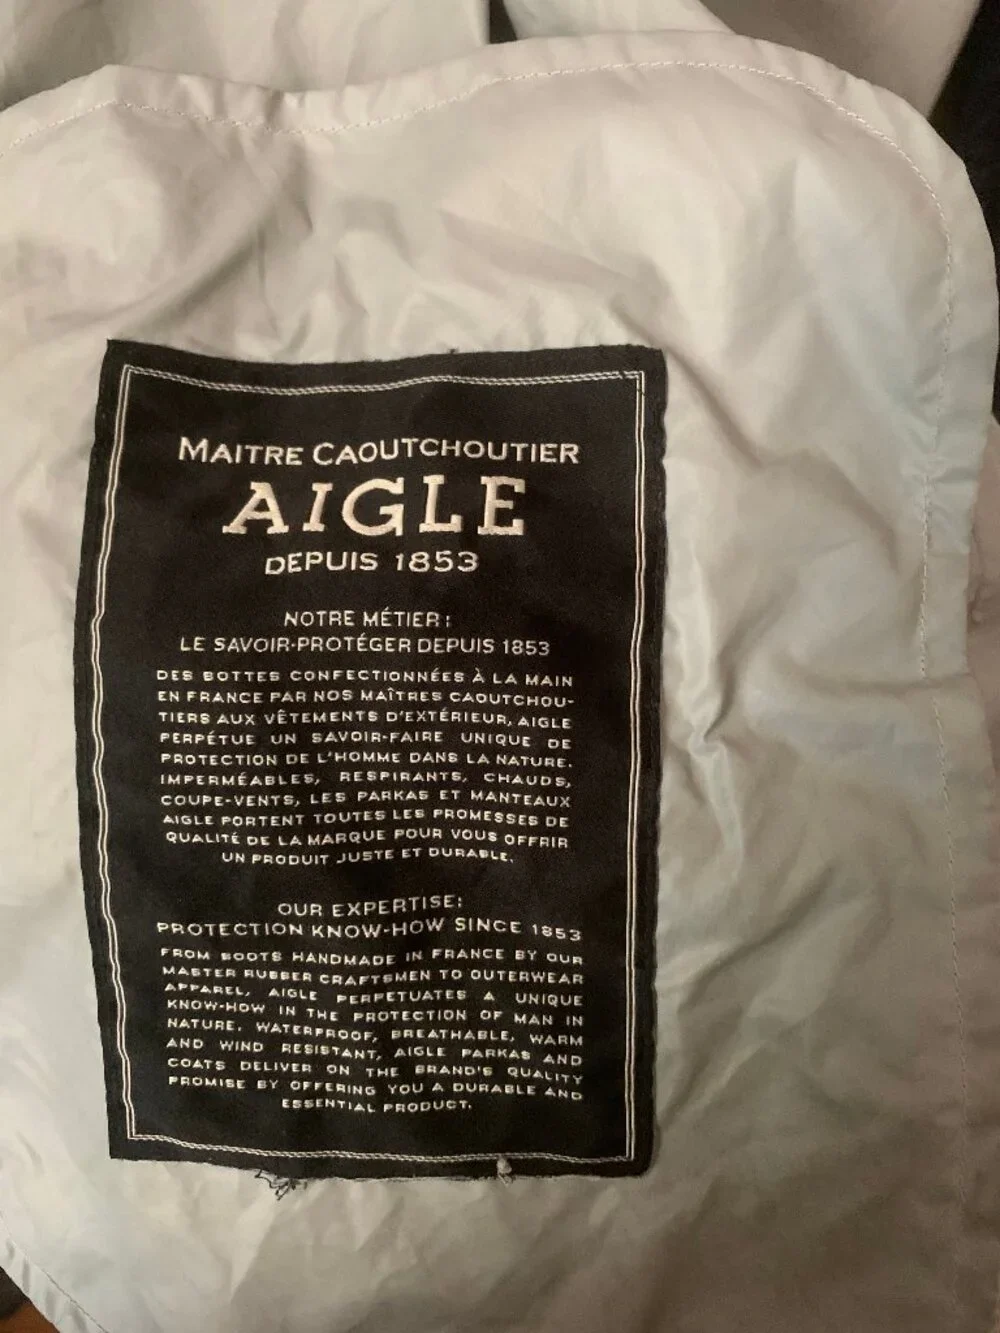 MAITRE CAOUTCHOUTIER
AIGLE
DEPUIS 1853
NOTRE MÉTIER :
LE SAVOIR-PROTÉGER DEPUIS 1853
DES BOTTES CONFECTIONNÉES À LA MAIN
EN FRANCE PAR NOS MAÎTRES CAOUTCHOU-
TIERS AUX VÊTEMENTS D'EXTÉRIEUR, AIGLE
PERPÉTUE UN SAVOIR-FAIRE UNIQUE DE
PROTECTION DE L'HOMME DANS LA NATURE.
IMPERMÉABLES, RESPIRANTS, CHAUDS,
COUPE-VENTS, LES PARKAS ET MANTEAUX
AIGLE PORTENT TOUTES LES PROMESSES DE
QUALITÉ DE LA MARQUE POUR VOUS OFFRIR
UN PRODUIT JUSTE ET DURABLE.
OUR EXPERTISE:
PROTECTION KNOW-HOW SINCE 1853
FROM BOOTS HANDMADE IN FRANCE BY OUR
MASTER RUBBER CRAFTSMEN TO OUTERWEAR
APPAREL, AIGLE PERPETUATES A UNIQUE
KNOW-HOW IN THE PROTECTION OF MAN IN
NATURE. WATERPROOF, BREATHABLE, WARM
AND WIND RESISTANT, AIGLE PARKAS AND
COATS DELIVER ON THE BRAND'S QUALITY
PROMISE BY OFFERING YOU A DURABLE AND
ESSENTIAL PRODUCT.